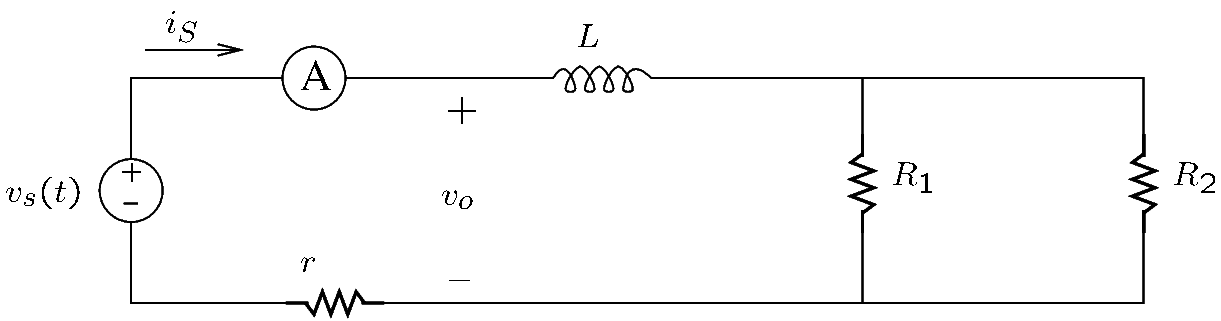 i_S
L
A
+
v_s(t)
+
-
v_o
R_1
R_2
r
−